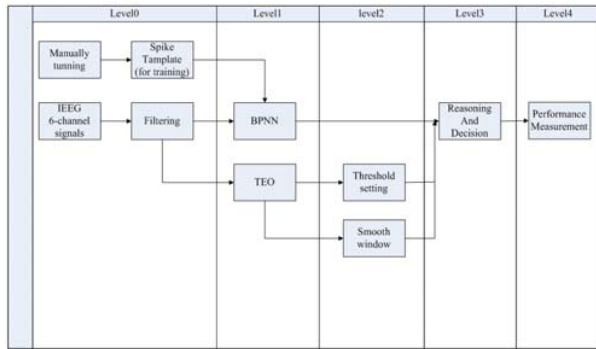 Level0
Level1
level2
Level3
Level4
Manually
tunning
Spike
Tamplate
(for training)
IEEG
6-channel
signals
Filtering
BPNN
Reasoning
And
Decision
Performance
Measurement
TEO
Threshold
setting
Smooth
window